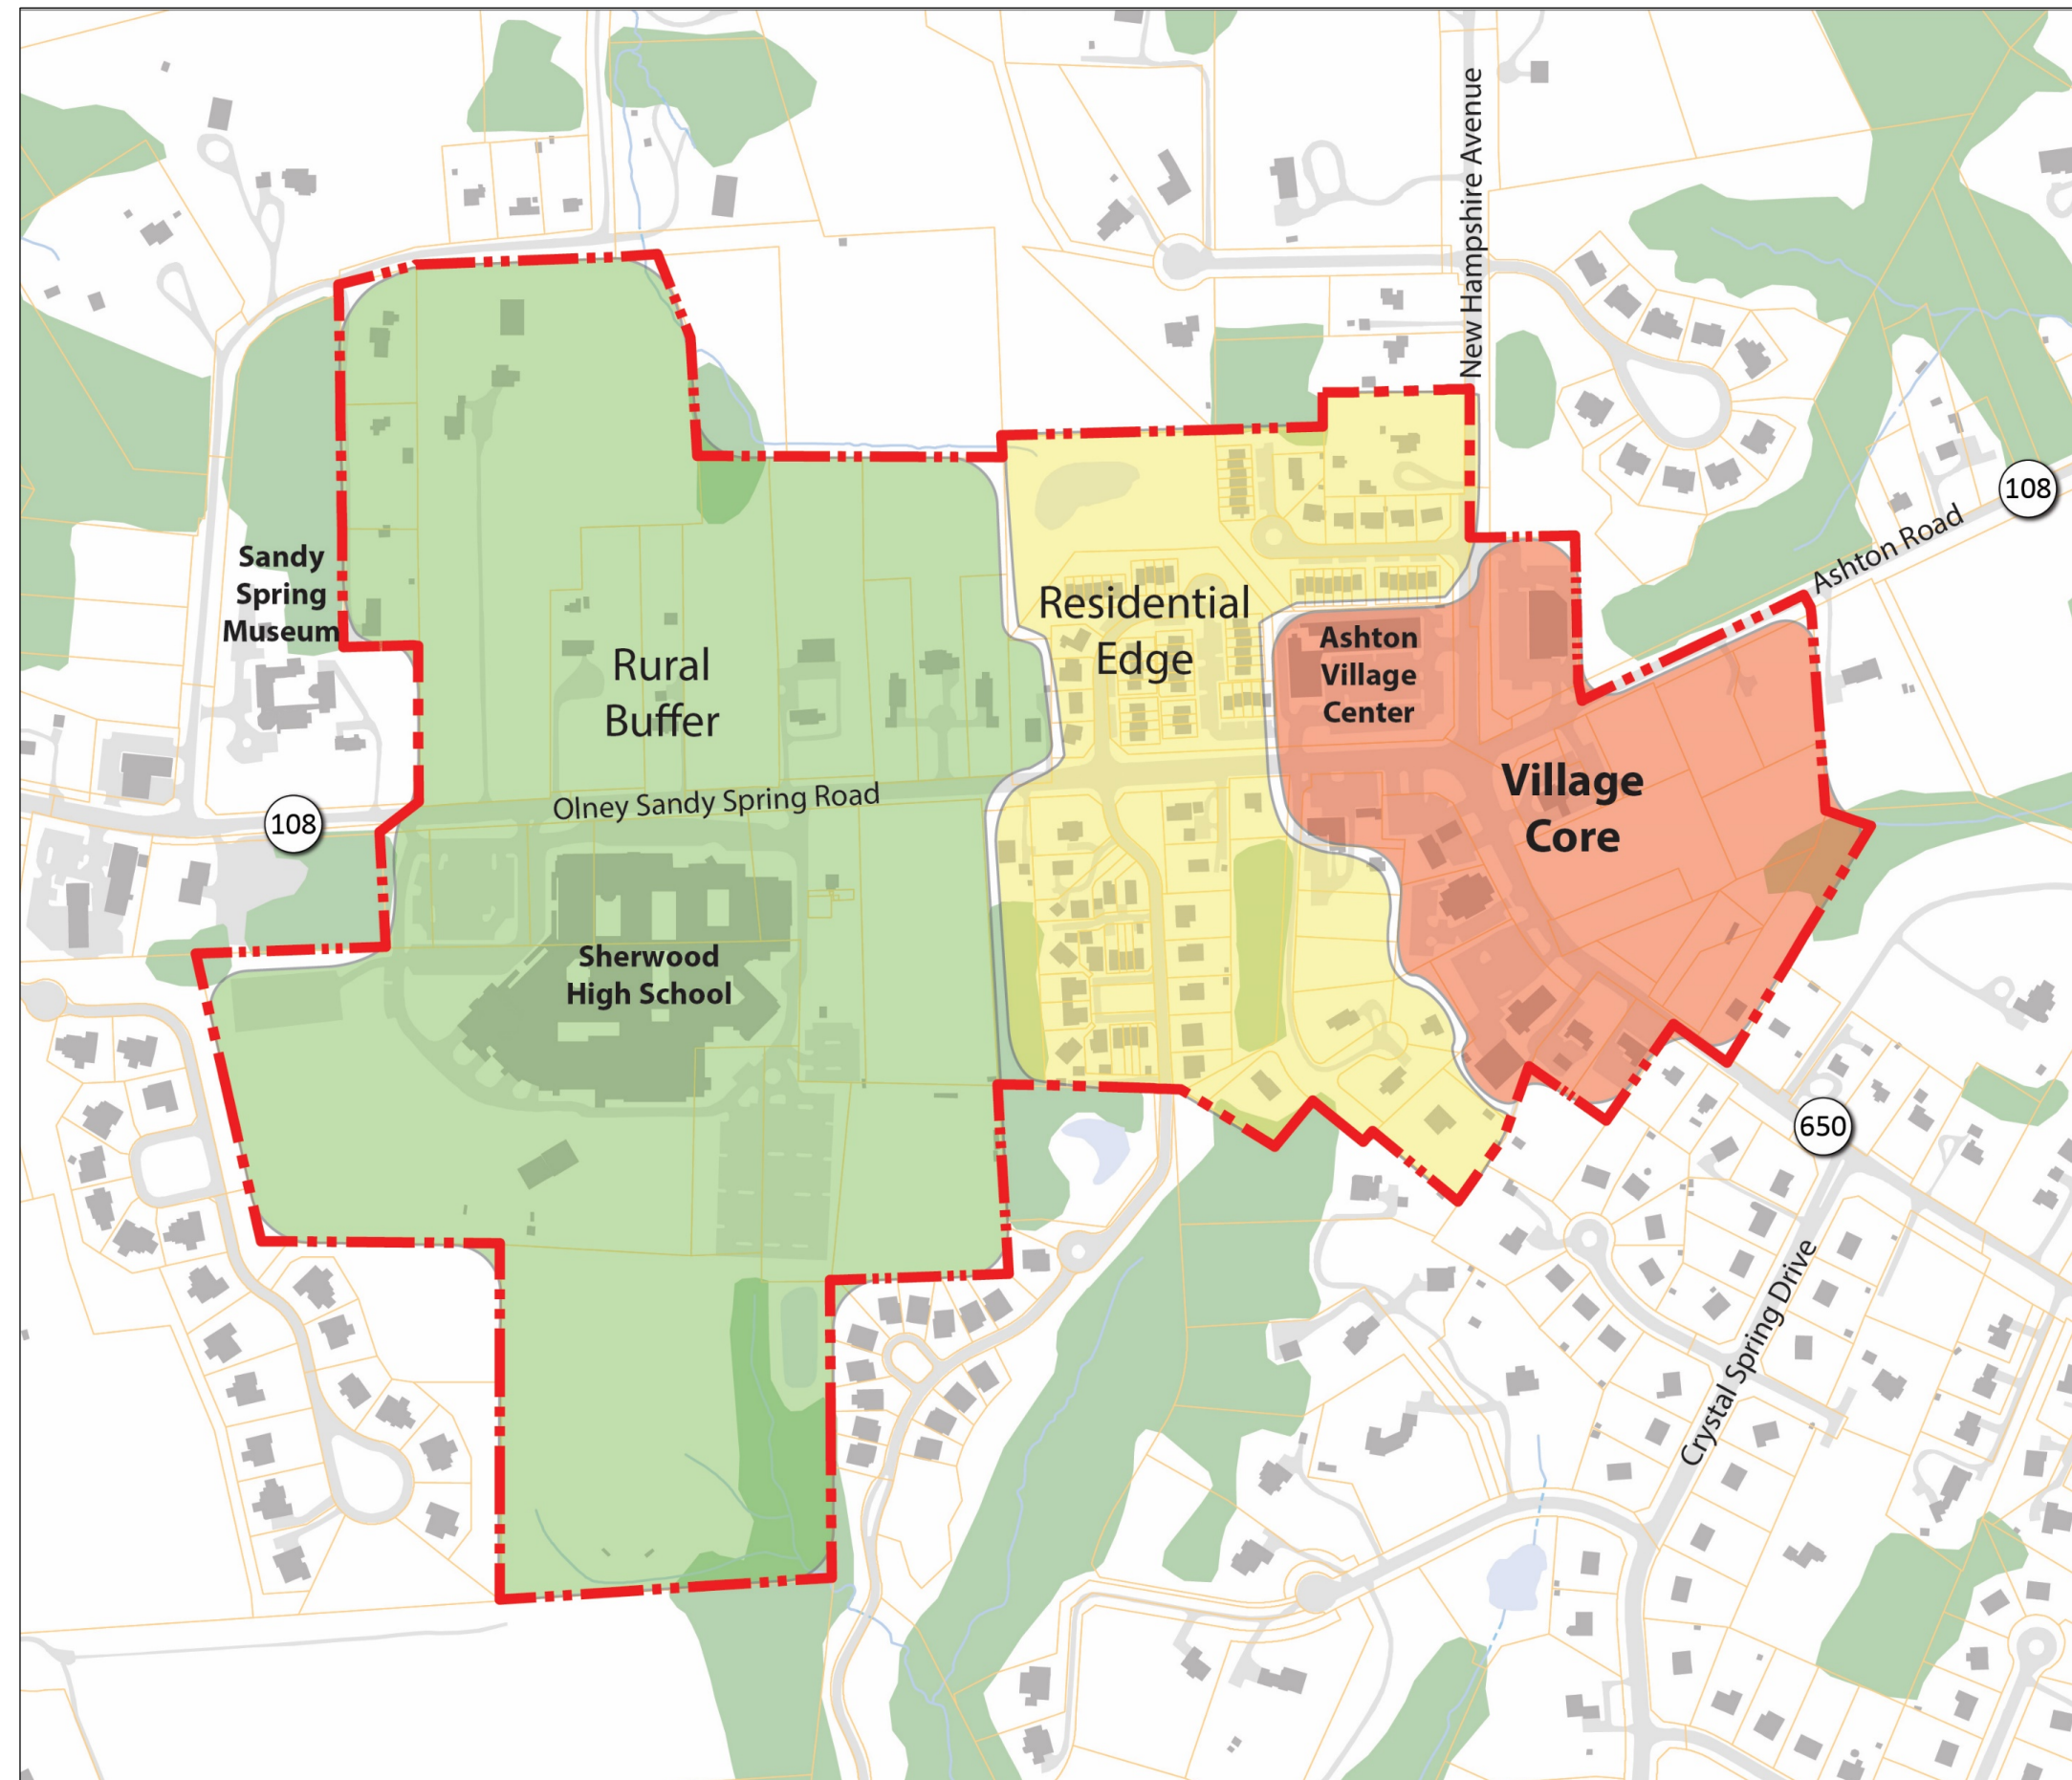 New Hampshire Avenue
108
Ashton Road
Sandy
Spring
Museum
Residential
Edge
Ashton
Village
Center
Rural
Buffer
Village
Core
Olney Sandy Spring Road
108
Sherwood
High School
650
Crystal Spring Drive